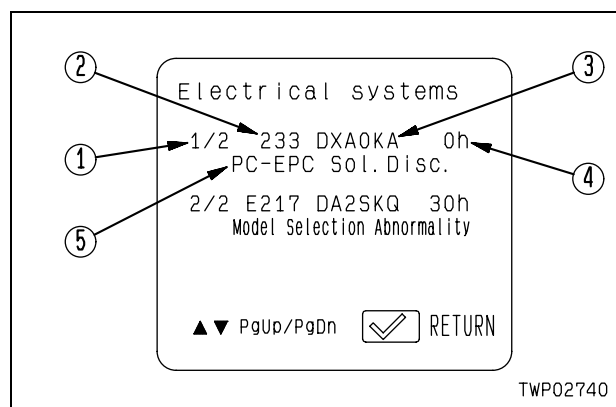 ② ③
Electrical systems
① 1/2 233 DXA0KA 0h ④
⑤ PC-EPC Sol.Disc.
2/2 E217 DA2SKQ 30h
Model Selection Abnormality
▲▼ PgUp/PgDn RETURN
TWP02740